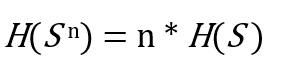 H(Sⁿ) = n * H(S)